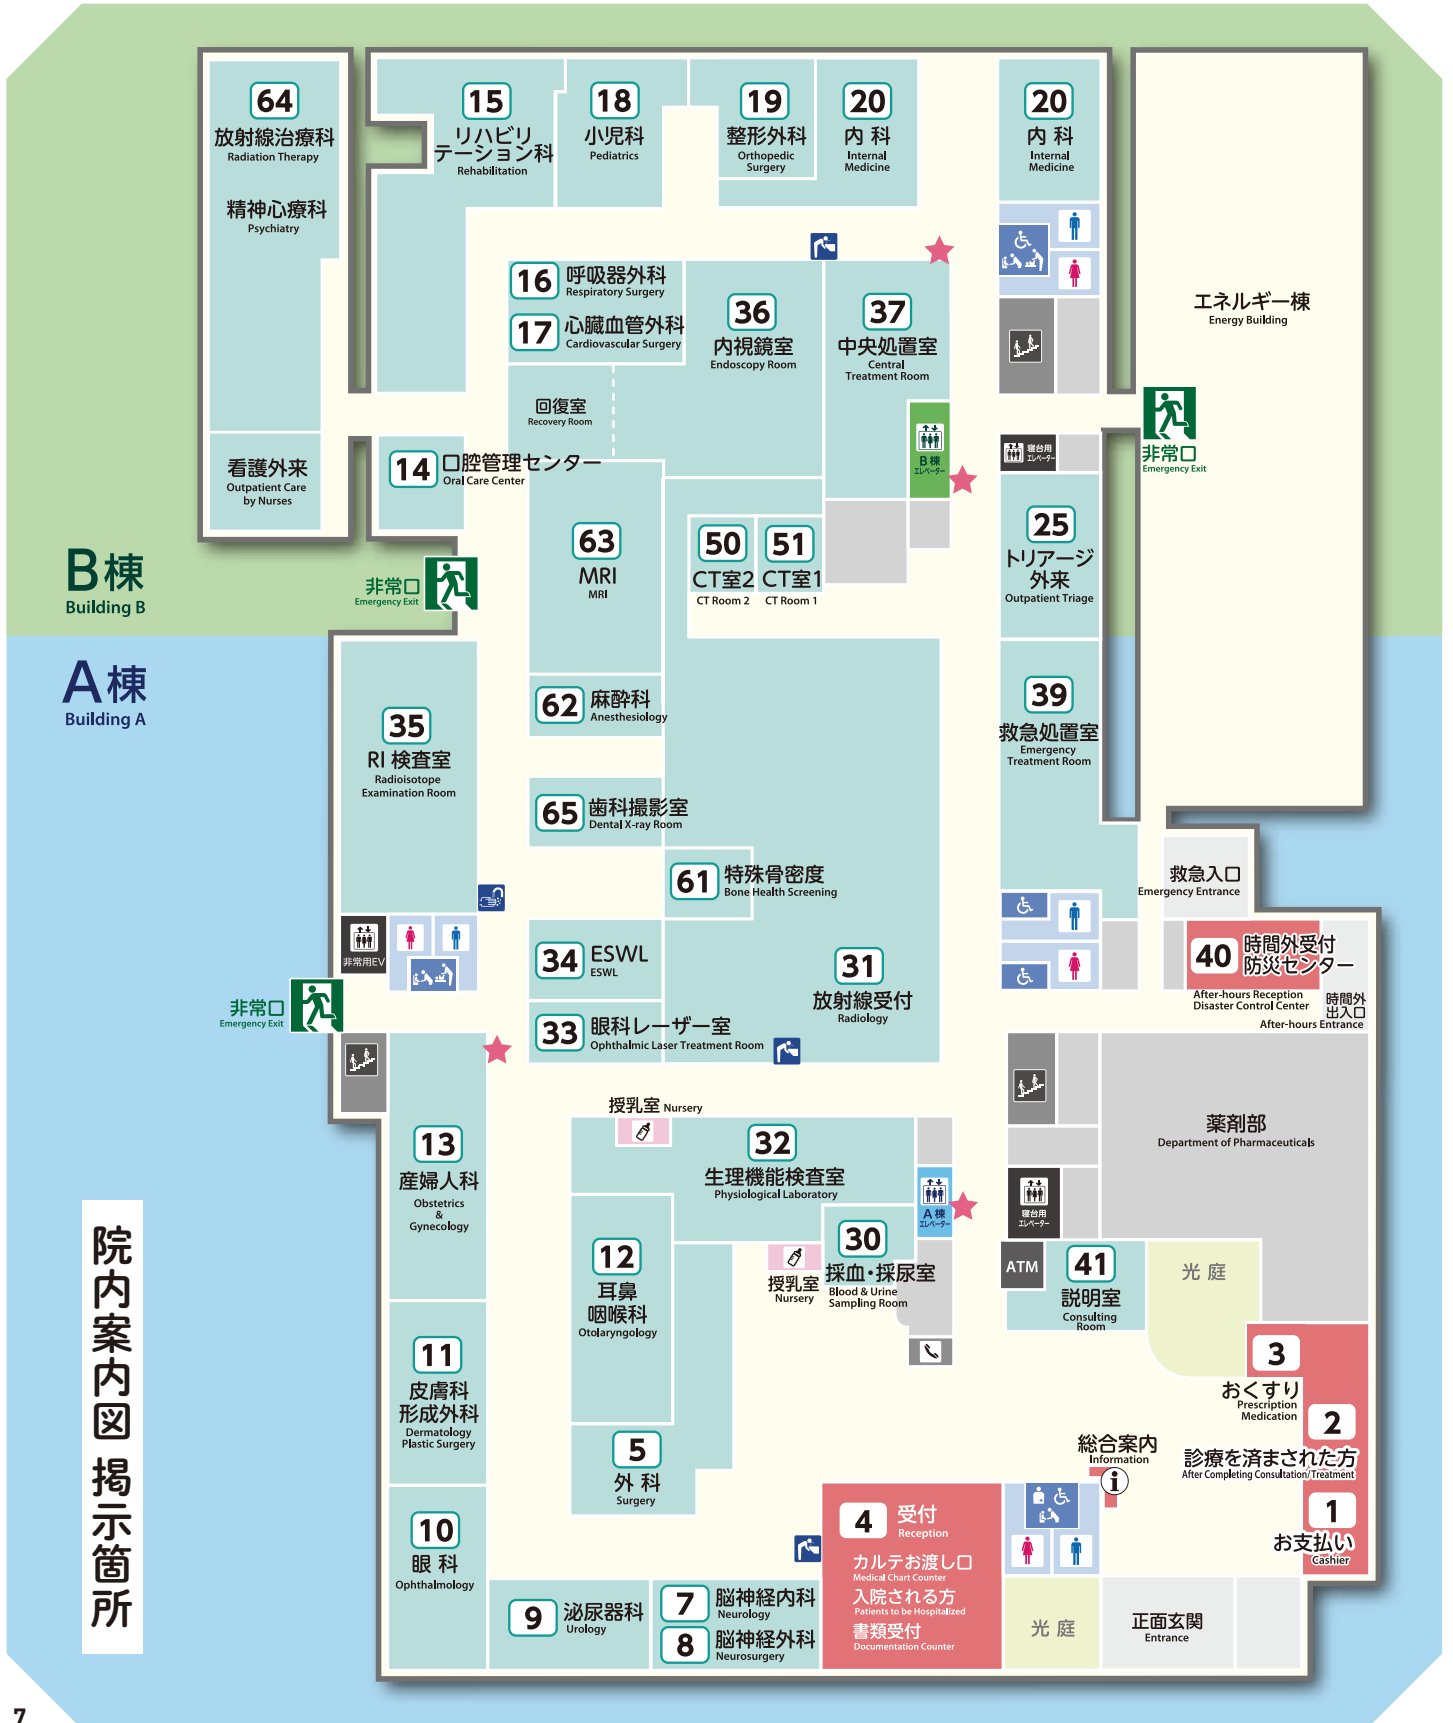 64
放射線治療科
Radiation Therapy
精神心療科
Psychiatry
看護外来
Outpatient Care
by Nurses
15
リハビリ
テーション科
Rehabilitation
18
小児科
Pediatrics
19
整形外科
Orthopedic
Surgery
20
内 科
Internal
Medicine
20
内 科
Internal
Medicine
エネルギー棟
Energy Building
16
呼吸器外科
Respiratory Surgery
17
心臓血管外科
Cardiovascular Surgery
36
内視鏡室
Endoscopy Room
37
中央処置室
Central
Treatment Room
回復室
Recovery Room
B棟
エレベーター
寝台用
エレベーター
非常口
Emergency Exit
14
口腔管理センター
Oral Care Center
63
MRI
MRI
50
CT室2
CT Room 2
51
CT室1
CT Room 1
25
トリアージ
外来
Outpatient Triage
B棟
Building B
非常口
Emergency Exit
A棟
Building A
35
RI 検査室
Radioisotope
Examination Room
62
麻酔科
Anesthesiology
39
救急処置室
Emergency
Treatment Room
65
歯科撮影室
Dental X-ray Room
61
特殊骨密度
Bone Health Screening
救急入口
Emergency Entrance
非常用EV
34
ESWL
ESWL
31
放射線受付
Radiology
40
時間外受付
防災センター
After-hours Reception
Disaster Control Center
時間外
出入口
After-hours Entrance
非常口
Emergency Exit
33
眼科レーザー室
Ophthalmic Laser Treatment Room
授乳室 Nursery
13
産婦人科
Obstetrics
&
Gynecology
32
生理機能検査室
Physiological Laboratory
薬剤部
Department of Pharmaceuticals
A棟
エレベーター
寝台用
エレベーター
12
耳鼻
咽喉科
Otolaryngology
授乳室
Nursery
30
採血・採尿室
Blood & Urine
Sampling Room
ATM
41
説明室
Consulting
Room
光 庭
院内案内図 掲示箇所
11
皮膚科
形成外科
Dermatology
Plastic Surgery
3
おくすり
Prescription
Medication
2
診療を済まされた方
After Completing Consultation/Treatment
5
外 科
Surgery
総合案内
Information
i
1
お支払い
Cashier
10
眼 科
Ophthalmology
4
受付
Reception
カルテお渡し口
Medical Chart Counter
入院される方
Patients to be Hospitalized
書類受付
Documentation Counter
9
泌尿器科
Urology
7
脳神経内科
Neurology
8
脳神経外科
Neurosurgery
光 庭
正面玄関
Entrance
7